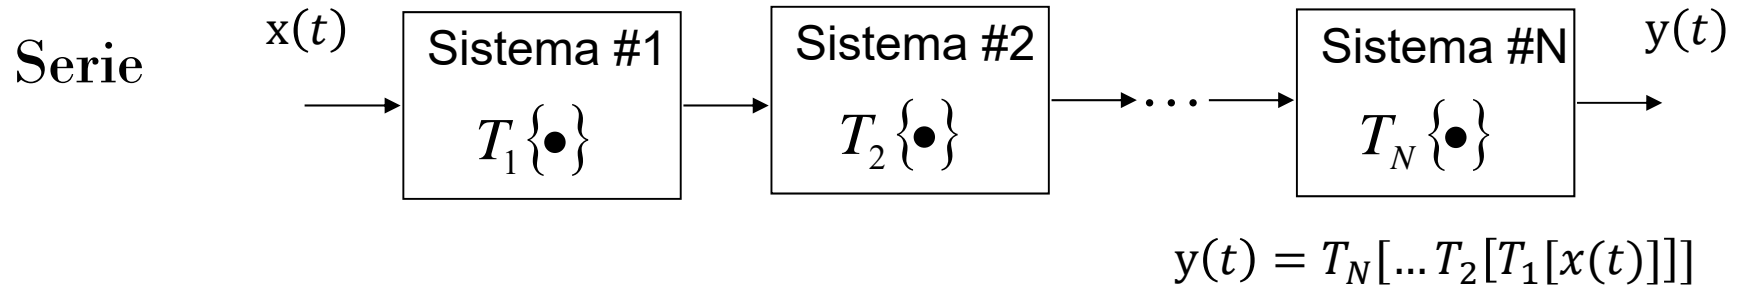 Serie
x(t)
Sistema #1
T₁{•}
Sistema #2
T₂{•}
...
Sistema #N
T_N{•}
y(t)
y(t) = T_N[... T₂[T₁[x(t)]]]